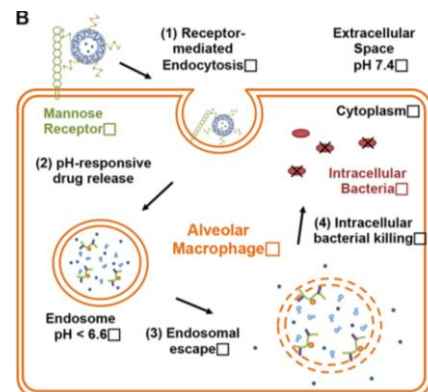 B
(1) Receptor-
mediated
Endocytosis□
Extracellular
Space
pH 7.4□
Mannose
Receptor□
Cytoplasm□
(2) pH-responsive
drug release
Intracellular
Bacteria□
Alveolar
Macrophage□
(4) Intracellular
bacterial killing□
Endosome
pH < 6.6□
(3) Endosomal
escape□